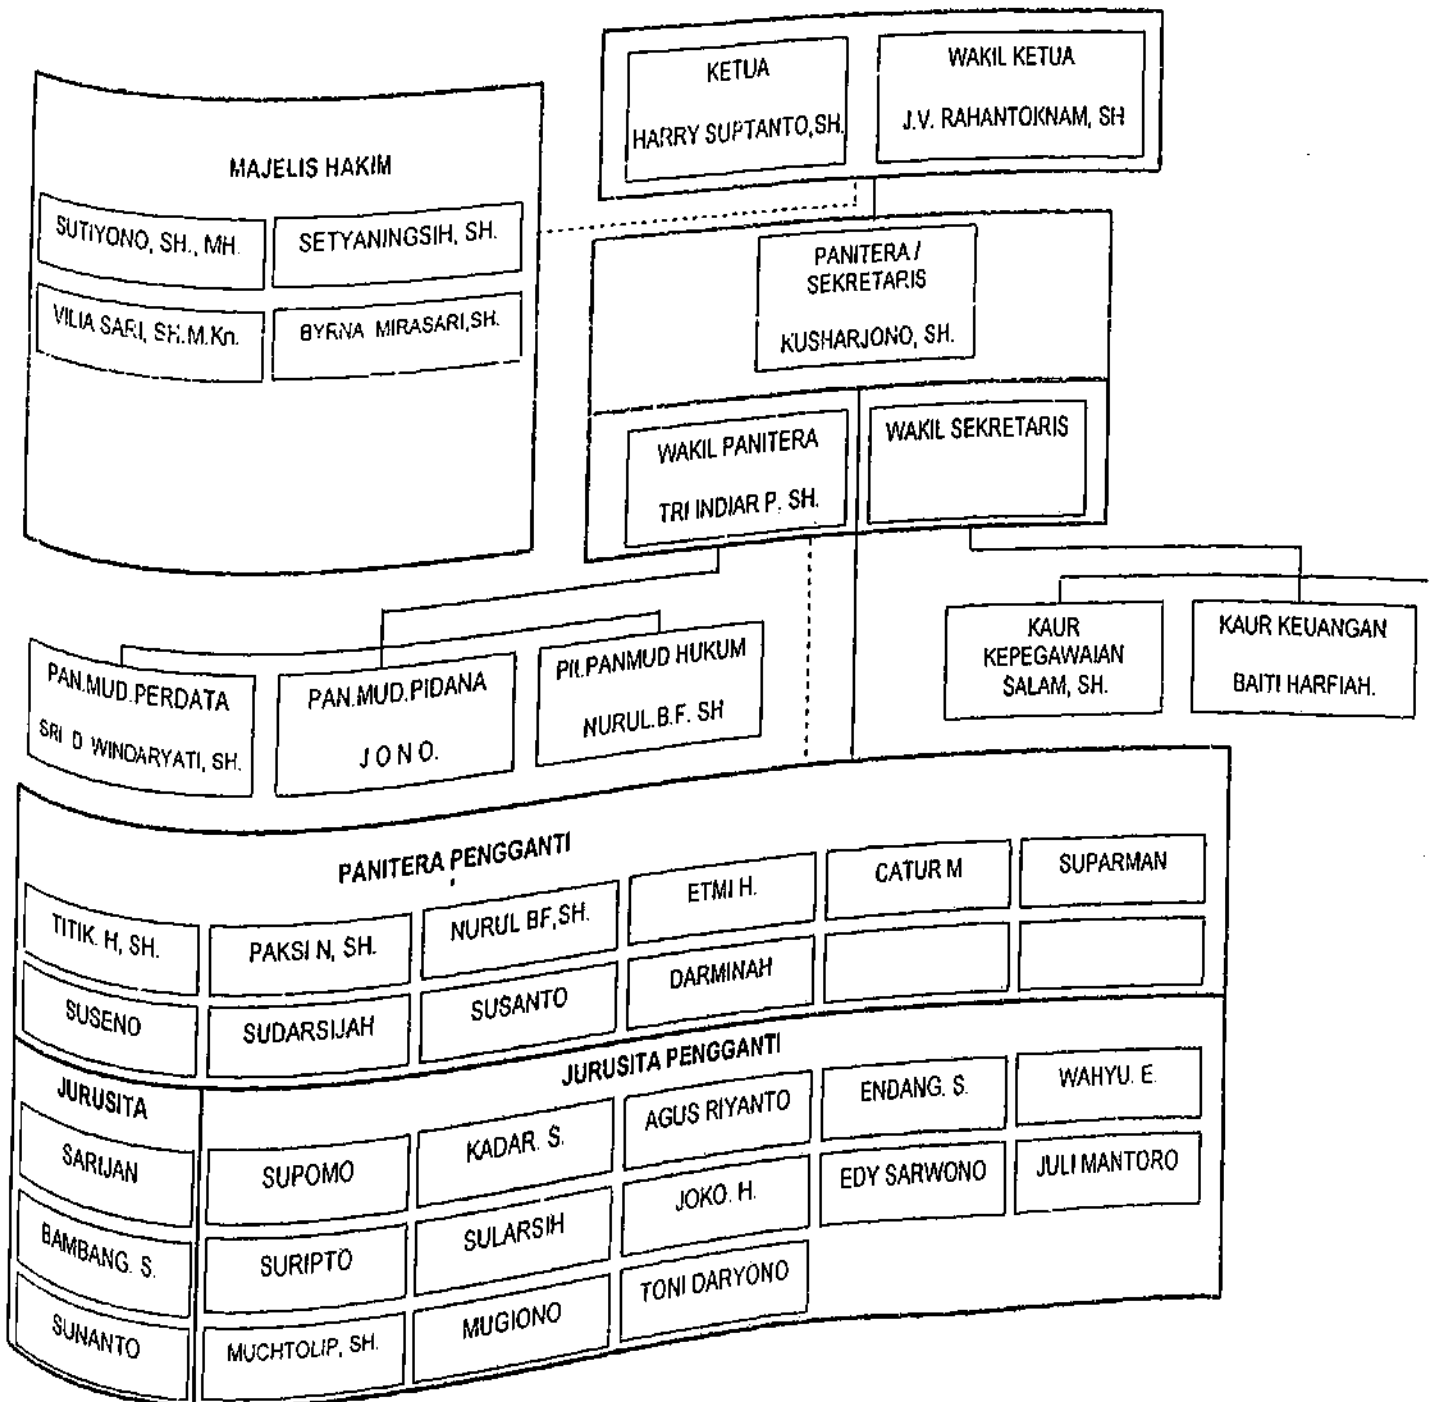 KETUA
HARRY SUPTANTO,SH.
WAKIL KETUA
J.V. RAHANTOKNAM, SH
MAJELIS HAKIM
SUTIYONO, SH., MH.
SETYANINGSIH, SH.
VILIA SARI, SH.M.Kn.
BYRNA MIRASARI,SH.
PANITERA /
SEKRETARIS
KUSHARJONO, SH.
WAKIL PANITERA
TRI INDIAR P. SH.
WAKIL SEKRETARIS
PAN.MUD.PERDATA
SRI D WINDARYATI, SH.
PAN.MUD.PIDANA
J O N O.
PLL.PANMUD HUKUM
NURUL.B.F. SH
KAUR
KEPEGAWAIAN
SALAM, SH.
KAUR KEUANGAN
BAITI HARFIAH.
PANITERA PENGGANTI
TITIK. H, SH.
PAKSI N, SH.
NURUL BF,SH.
ETMI H.
CATUR M
SUPARMAN
SUSENO
SUDARSIJAH
SUSANTO
DARMINAH
JURUSITA
JURUSITA PENGGANTI
SARIJAN
SUPOMO
KADAR. S.
AGUS RIYANTO
ENDANG. S.
WAHYU. E.
BAMBANG. S.
SURIPTO
SULARSIH
JOKO. H.
EDY SARWONO
JULI MANTORO
SUNANTO
MUCHTOLIP, SH.
MUGIONO
TONI DARYONO